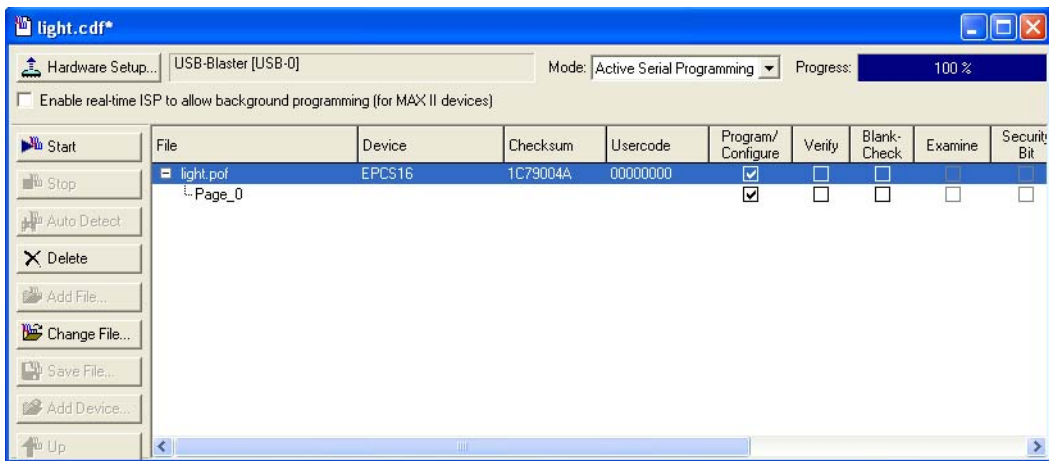 light.cdf*
Hardware Setup... USB-Blaster [USB-0] Mode: Active Serial Programming Progress: 100 %
Enable real-time ISP to allow background programming (for MAX II devices)
Start
Stop
Auto Detect
Delete
Add File...
Change File...
Save File...
Add Device...
Up
File Device Checksum Usercode Program/ Configure Verify Blank- Check Examine Security Bit
light.pof EPCS16 1C79004A 00000000
Page_0